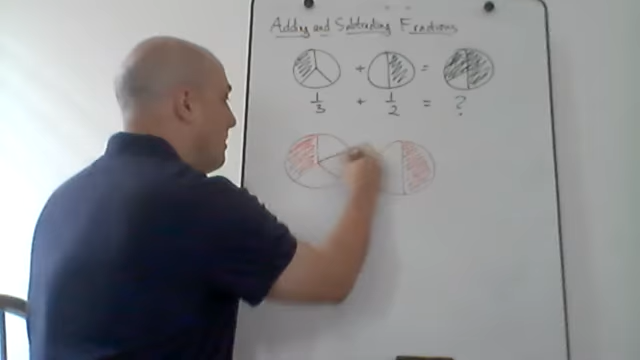 Adding and Subtracting Fractions
+ =
1/3 + 1/2 = ?